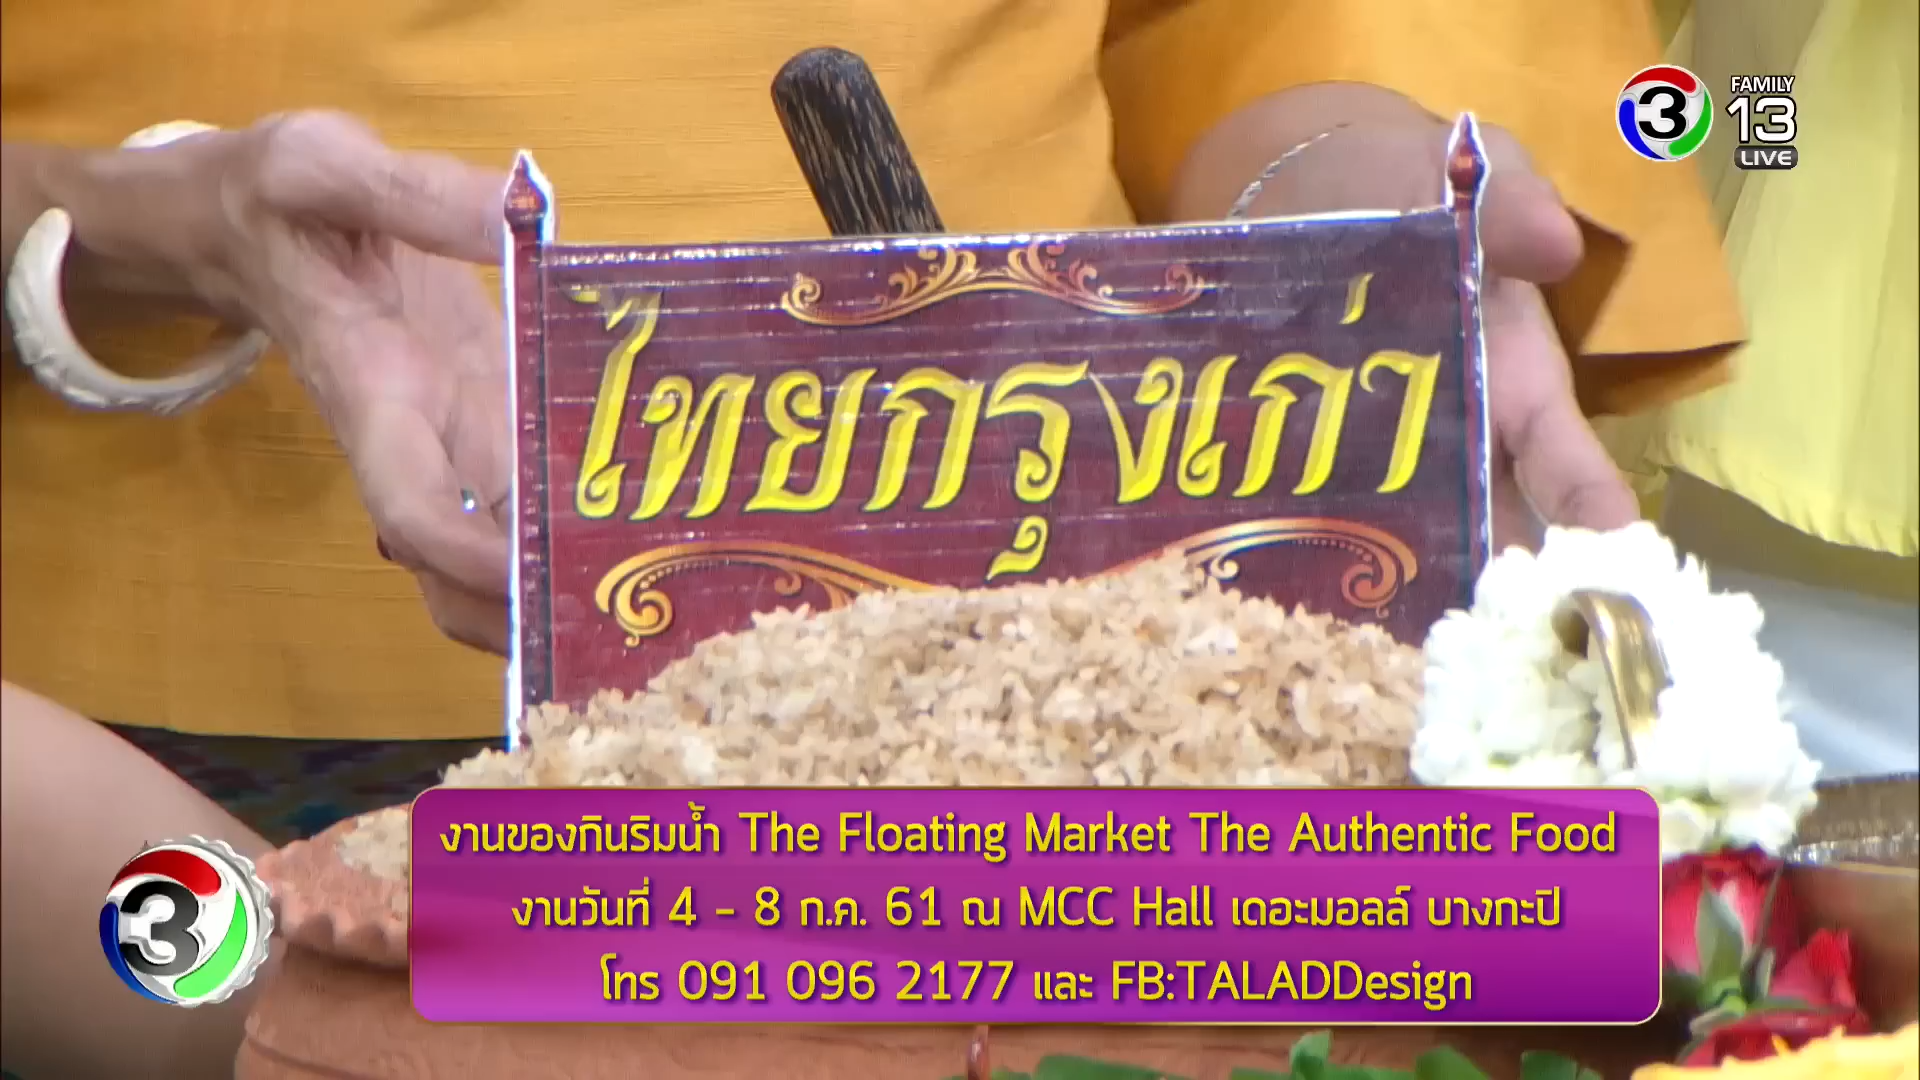 3
FAMILY
13
LIVE
ไทยกรุงเก่า
งานของกินริมน้ำ The Floating Market The Authentic Food
งานวันที่ 4 - 8 ก.ค. 61 ณ MCC Hall เดอะมอลล์ บางกะปิ
โทร 091 096 2177 และ FB:TALADDesign
3